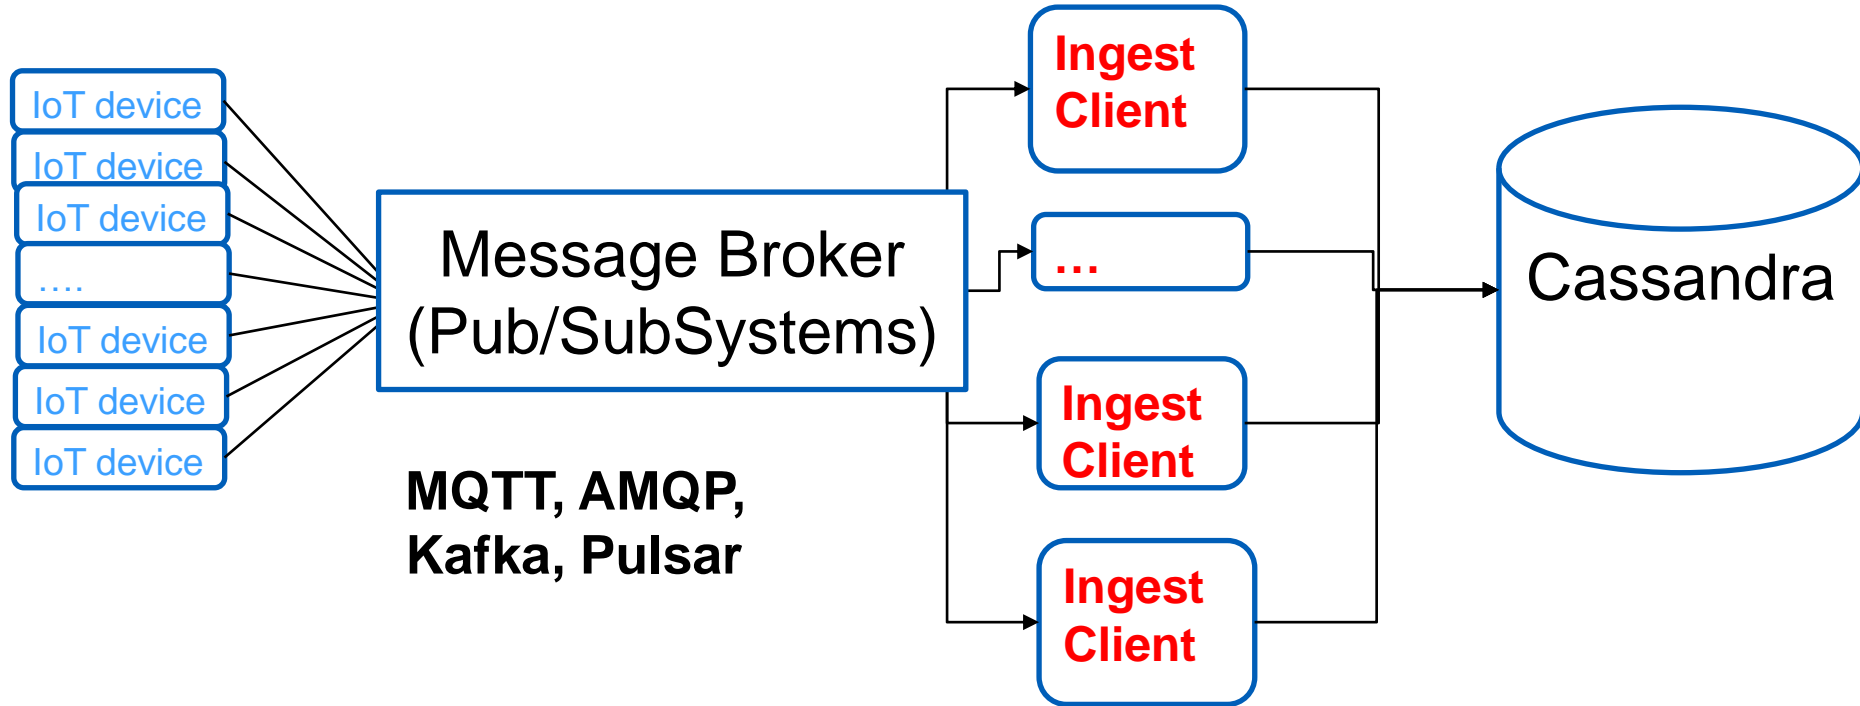 IoT device
IoT device
IoT device
....
IoT device
IoT device
IoT device
Message Broker
(Pub/SubSystems)
MQTT, AMQP,
Kafka, Pulsar
Ingest
Client
...
Ingest
Client
Ingest
Client
Cassandra